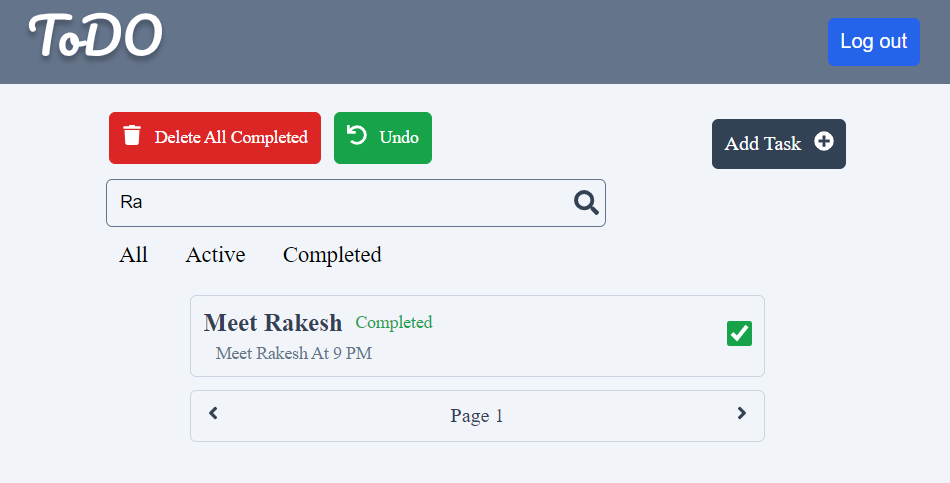 ToDO
Log out
Delete All Completed
Undo
Add Task
Ra
All
Active
Completed
Meet Rakesh
Completed
Meet Rakesh At 9 PM
Page 1